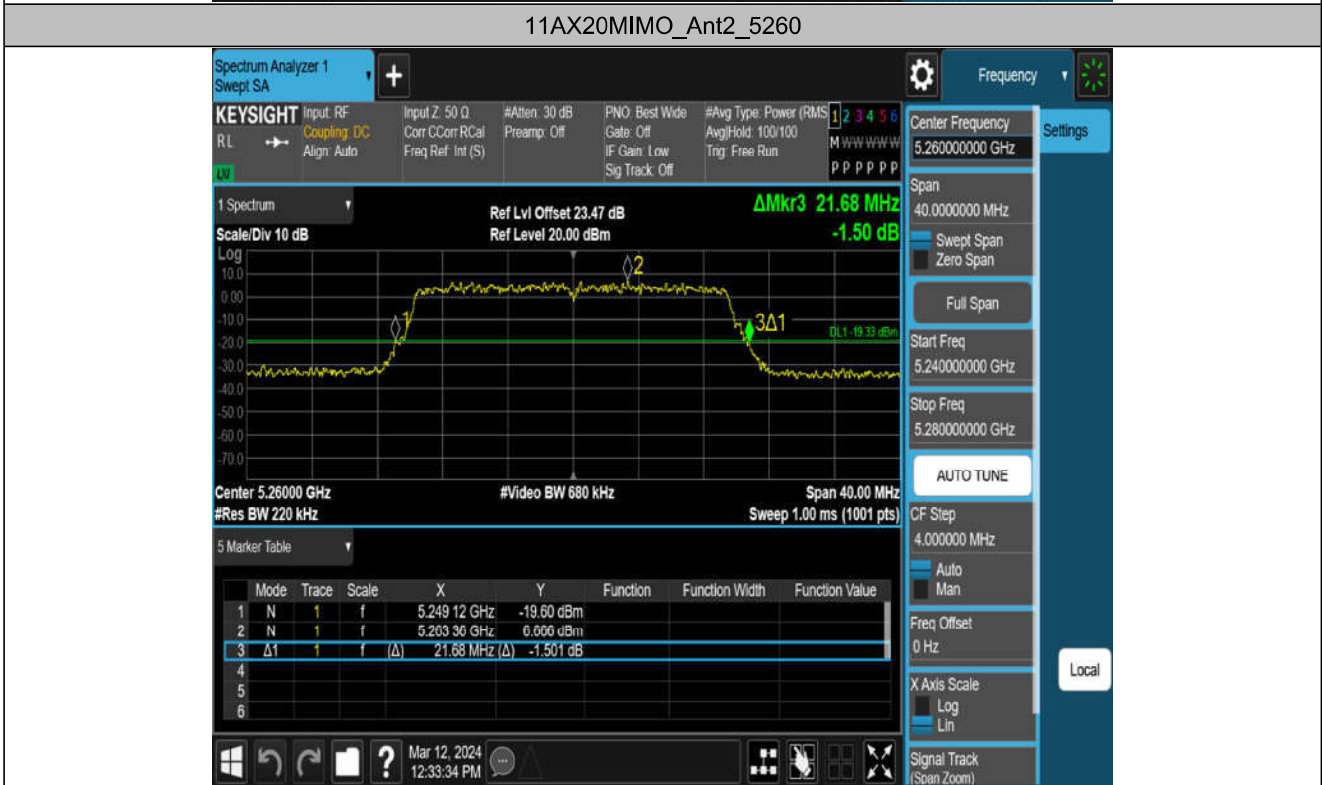 11AX20MIMO_Ant2_5260
Spectrum Analyzer 1
Swept SA
+
Frequency
KEYSIGHT Input: RF
RL
Coupling: DC
Align: Auto
LXI
Input Z: 50 Ω
Corr CCorr RCal
Freq Ref: Int (S)
#Atten: 30 dB
Preamp: Off
PNO: Best Wide
Gate: Off
IF Gain: Low
Sig Track: Off
#Avg Type: Power (RMS
Avg|Hold: 100/100
Trig: Free Run
1 2 3 4 5 6
M W W W W W
P P P P P P
1 Spectrum
Scale/Div 10 dB
Ref Lvl Offset 23.47 dB
Ref Level 20.00 dBm
ΔMkr3 21.68 MHz
-1.50 dB
Log
10.0
0.00
-10.0
-20.0
-30.0
-40.0
-50.0
-60.0
-70.0
1
2
3Δ1
DL1 -19.33 dBm
Center 5.26000 GHz
#Res BW 220 kHz
#Video BW 680 kHz
Span 40.00 MHz
Sweep 1.00 ms (1001 pts)
5 Marker Table
Mode Trace Scale X Y Function Function Width Function Value
1 N 1 f 5.249 12 GHz -19.60 dBm
2 N 1 f 5.263 36 GHz 6.666 dBm
3 Δ1 1 f (Δ) 21.68 MHz (Δ) -1.501 dB
4
5
6
Mar 12, 2024
12:33:34 PM
Center Frequency
5.260000000 GHz
Settings
Span
40.0000000 MHz
Swept Span
Zero Span
Full Span
Start Freq
5.240000000 GHz
Stop Freq
5.280000000 GHz
AUTO TUNE
CF Step
4.000000 MHz
Auto
Man
Freq Offset
0 Hz
Local
X Axis Scale
Log
Lin
Signal Track
(Span Zoom)